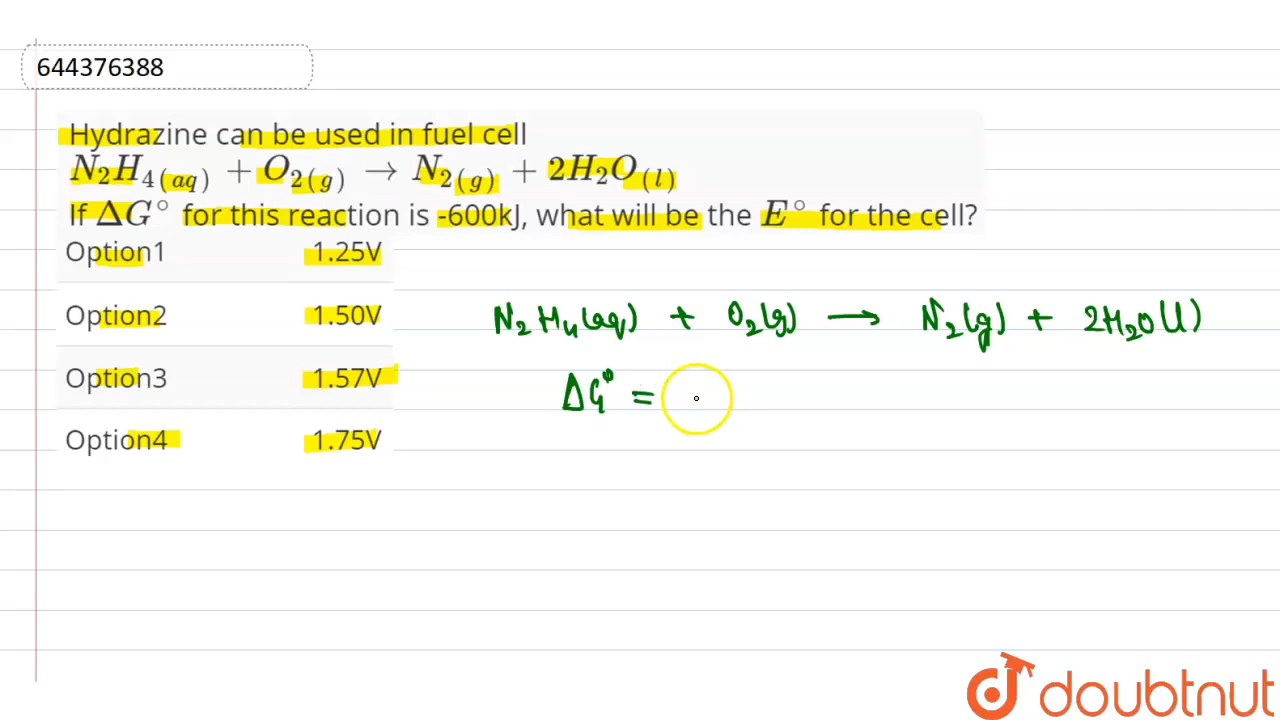 644376388
Hydrazine can be used in fuel cell
N₂H₄(aq) + O₂(g) → N₂(g) + 2H₂O(l)
If ΔG° for this reaction is -600kJ, what will be the E° for the cell?
Option1 1.25V
Option2 1.50V
Option3 1.57V
Option4 1.75V
N₂H₄(aq) + O₂(g) → N₂(g) + 2H₂O(l)
ΔG° =
doubtnut